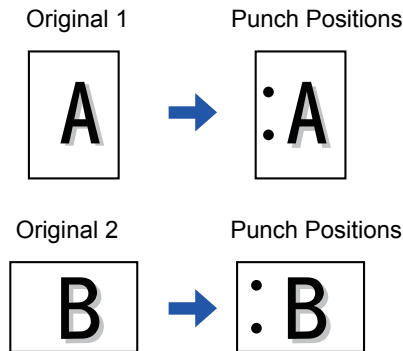 Original 1 Punch Positions
A A
Original 2 Punch Positions
B B